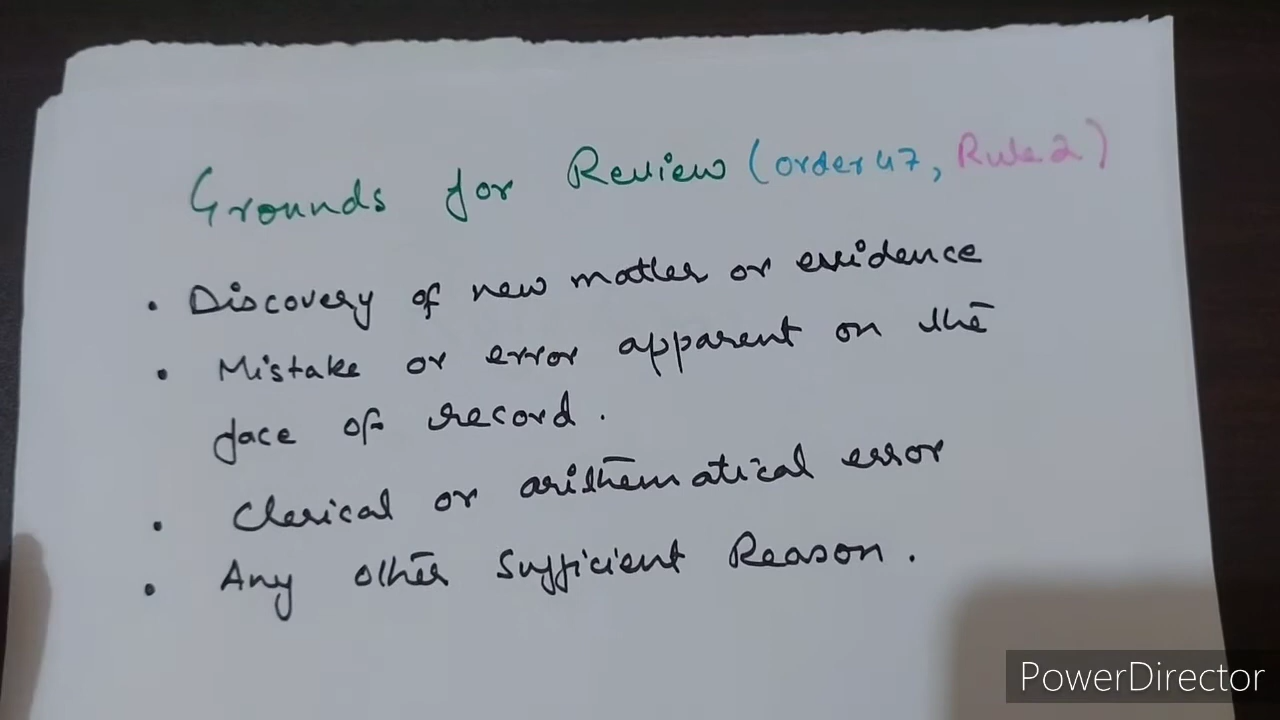 Grounds for Review (order 47, Rule 2)
• Discovery of new matter or evidence
• Mistake or error apparent on the
face of record.
• Clerical or arithematical error
• Any other Sufficient Reason.
PowerDirector